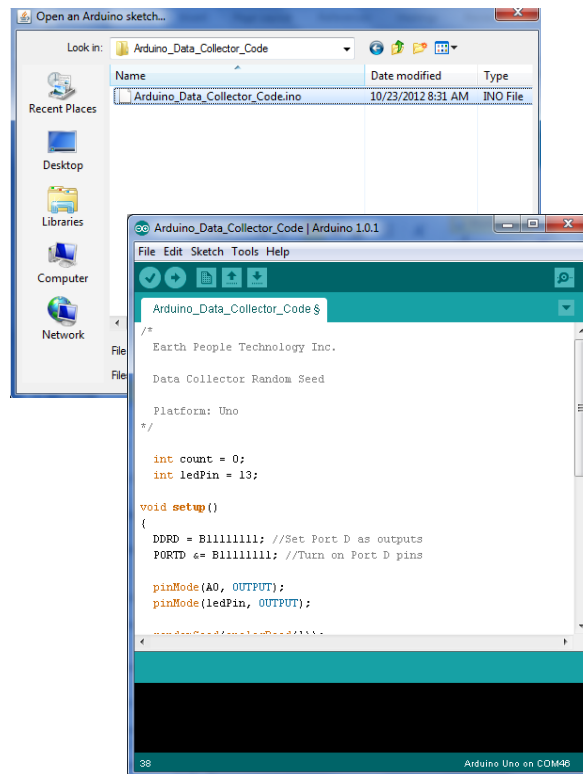 Open an Arduino sketch...
Look in:
Arduino_Data_Collector_Code
Name
Date modified
Type
Arduino_Data_Collector_Code.ino
10/23/2012 8:31 AM
INO File
Recent Places
Desktop
Libraries
Computer
Network
File
File
Arduino_Data_Collector_Code | Arduino 1.0.1
File Edit Sketch Tools Help
Arduino_Data_Collector_Code §
/*
Earth People Technology Inc.
Data Collector Random Seed
Platform: Uno
*/
int count = 0;
int ledPin = 13;
void setup()
{
DDRD = B11111111; //Set Port D as outputs
PORTD &= B11111111; //Turn on Port D pins
pinMode(A0, OUTPUT);
pinMode(ledPin, OUTPUT);
38
Arduino Uno on COM46